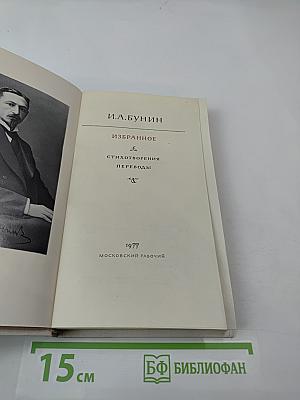 И.А.БУНИН
ИЗБРАННОЕ
СТИХОТВОРЕНИЯ
ПЕРЕВОДЫ
1977
МОСКОВСКИЙ РАБОЧИЙ
15 см
БФ БИБЛИОФАН